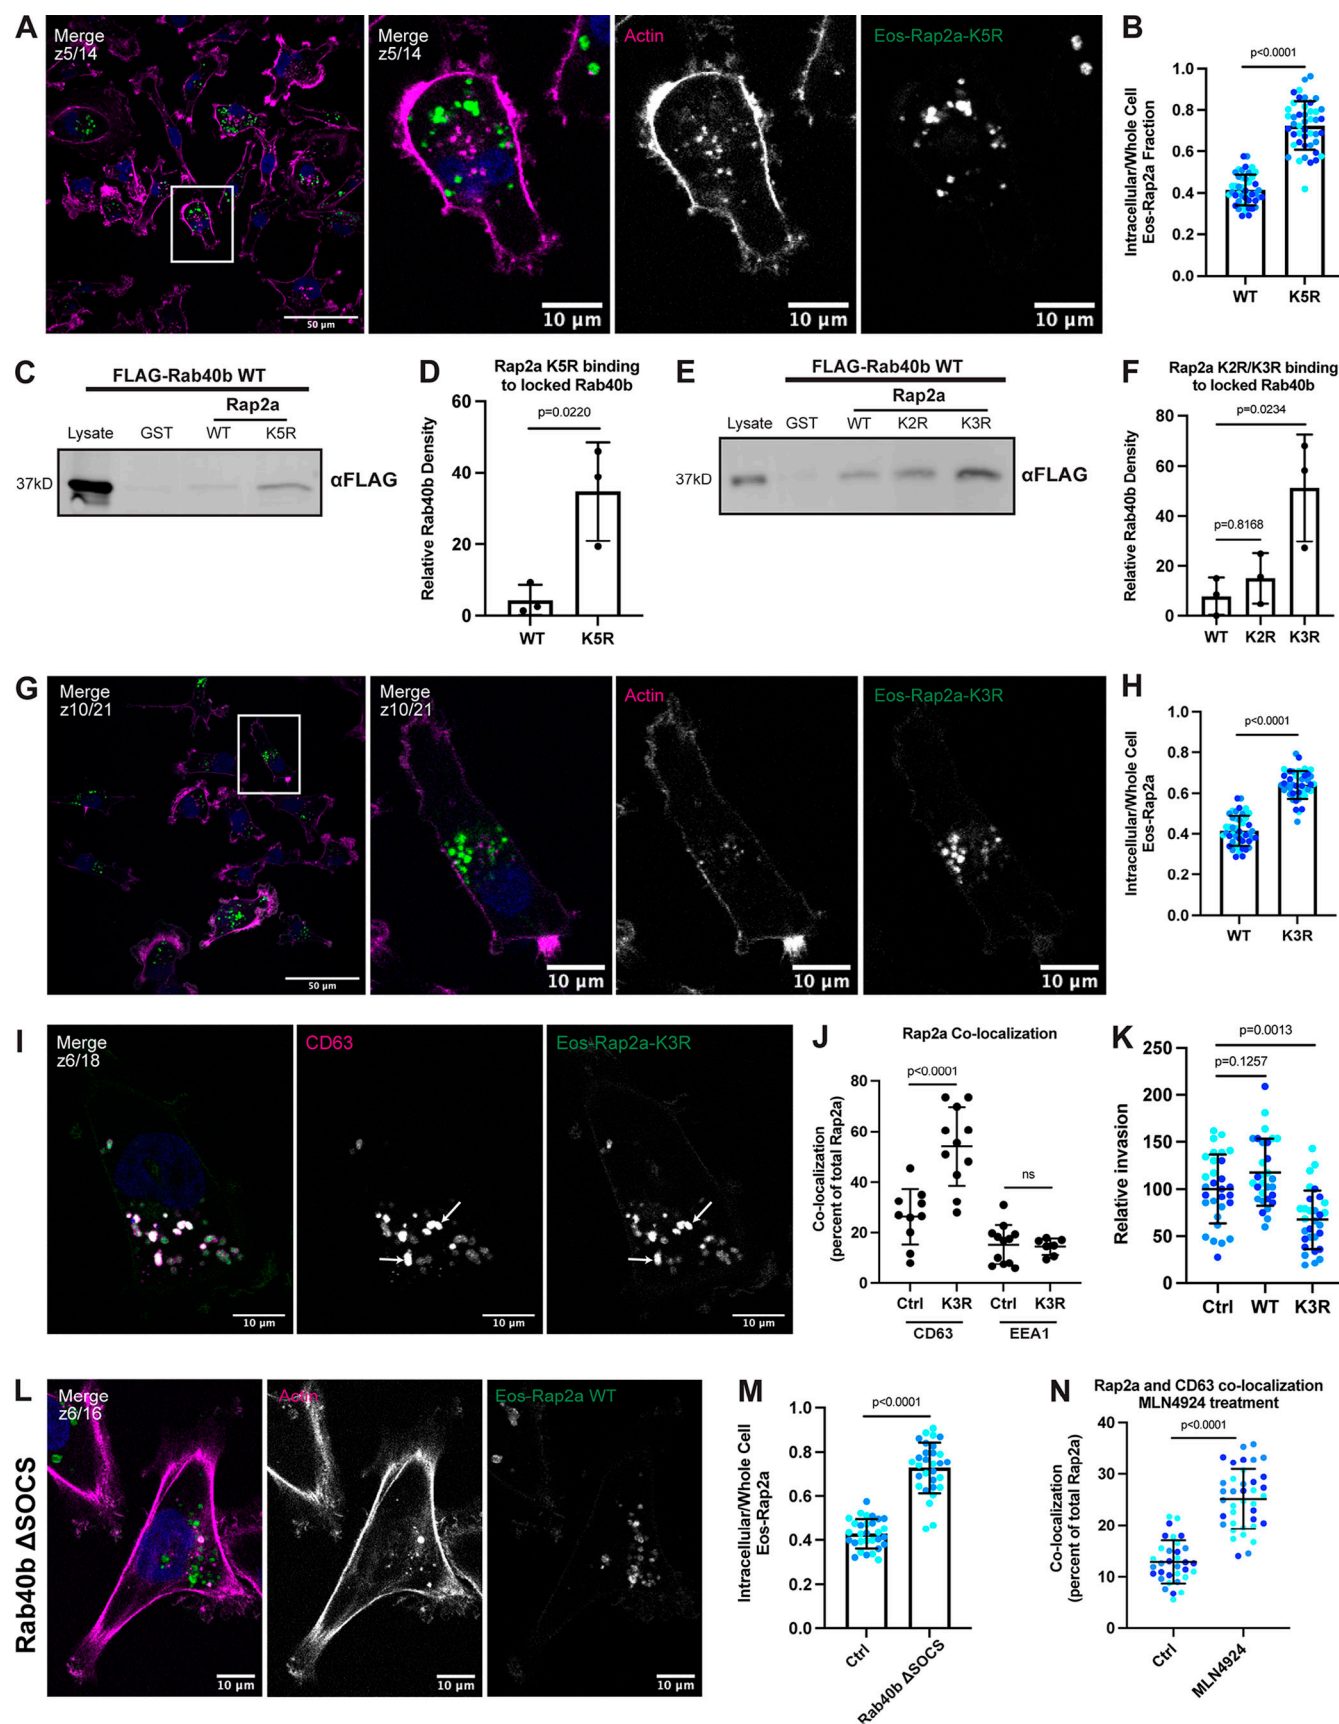 A
Merge
z5/14
50 µm
Merge
z5/14
10 µm
Actin
10 µm
Eos-Rap2a-K5R
10 µm
B
p<0.0001
Intracellular/Whole Cell
Eos-Rap2a Fraction
1.0
0.8
0.6
0.4
0.2
0.0
WT
K5R
C
FLAG-Rab40b WT
Rap2a
Lysate GST WT K5R
37kD
αFLAG
D
Rap2a K5R binding
to locked Rab40b
p=0.0220
Relative Rab40b Density
60
40
20
0
WT
K5R
E
FLAG-Rab40b WT
Rap2a
Lysate GST WT K2R K3R
37kD
αFLAG
F
Rap2a K2R/K3R binding
to locked Rab40b
p=0.0234
p=0.8168
Relative Rab40b Density
80
60
40
20
0
WT K2R K3R
G
Merge
z10/21
50 µm
Merge
z10/21
10 µm
Actin
10 µm
Eos-Rap2a-K3R
10 µm
H
p<0.0001
Intracellular/Whole Cell
Eos-Rap2a
1.0
0.8
0.6
0.4
0.2
0.0
WT
K3R
I
Merge
z6/18
10 µm
CD63
10 µm
Eos-Rap2a-K3R
10 µm
J
Rap2a Co-localization
p<0.0001
ns
Co-localization
(percent of total Rap2a)
80
60
40
20
0
Ctrl K3R Ctrl K3R
CD63 EEA1
K
p=0.0013
p=0.1257
Relative invasion
250
200
150
100
50
0
Ctrl WT K3R
L
Rab40b ΔSOCS
Merge
z6/16
10 µm
Actin
10 µm
Eos-Rap2a WT
10 µm
M
p<0.0001
Intracellular/Whole Cell
Eos-Rap2a
1.0
0.8
0.6
0.4
0.2
0.0
Ctrl
Rab40b ΔSOCS
N
Rap2a and CD63 co-localization
MLN4924 treatment
p<0.0001
Co-localization
(percent of total Rap2a)
40
30
20
10
0
Ctrl
MLN4924